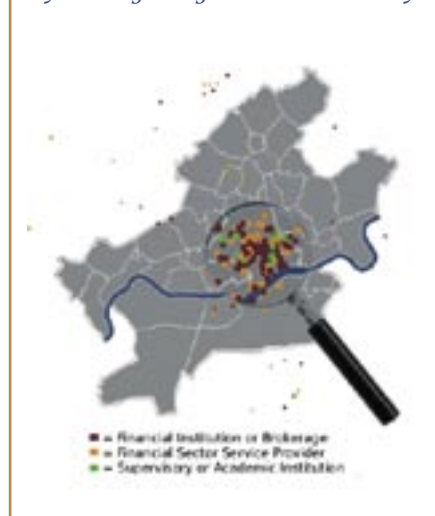 ■ = Financial Institution or Brokerage
■ = Financial Sector Service Provider
■ = Supervisory or Academic Institution